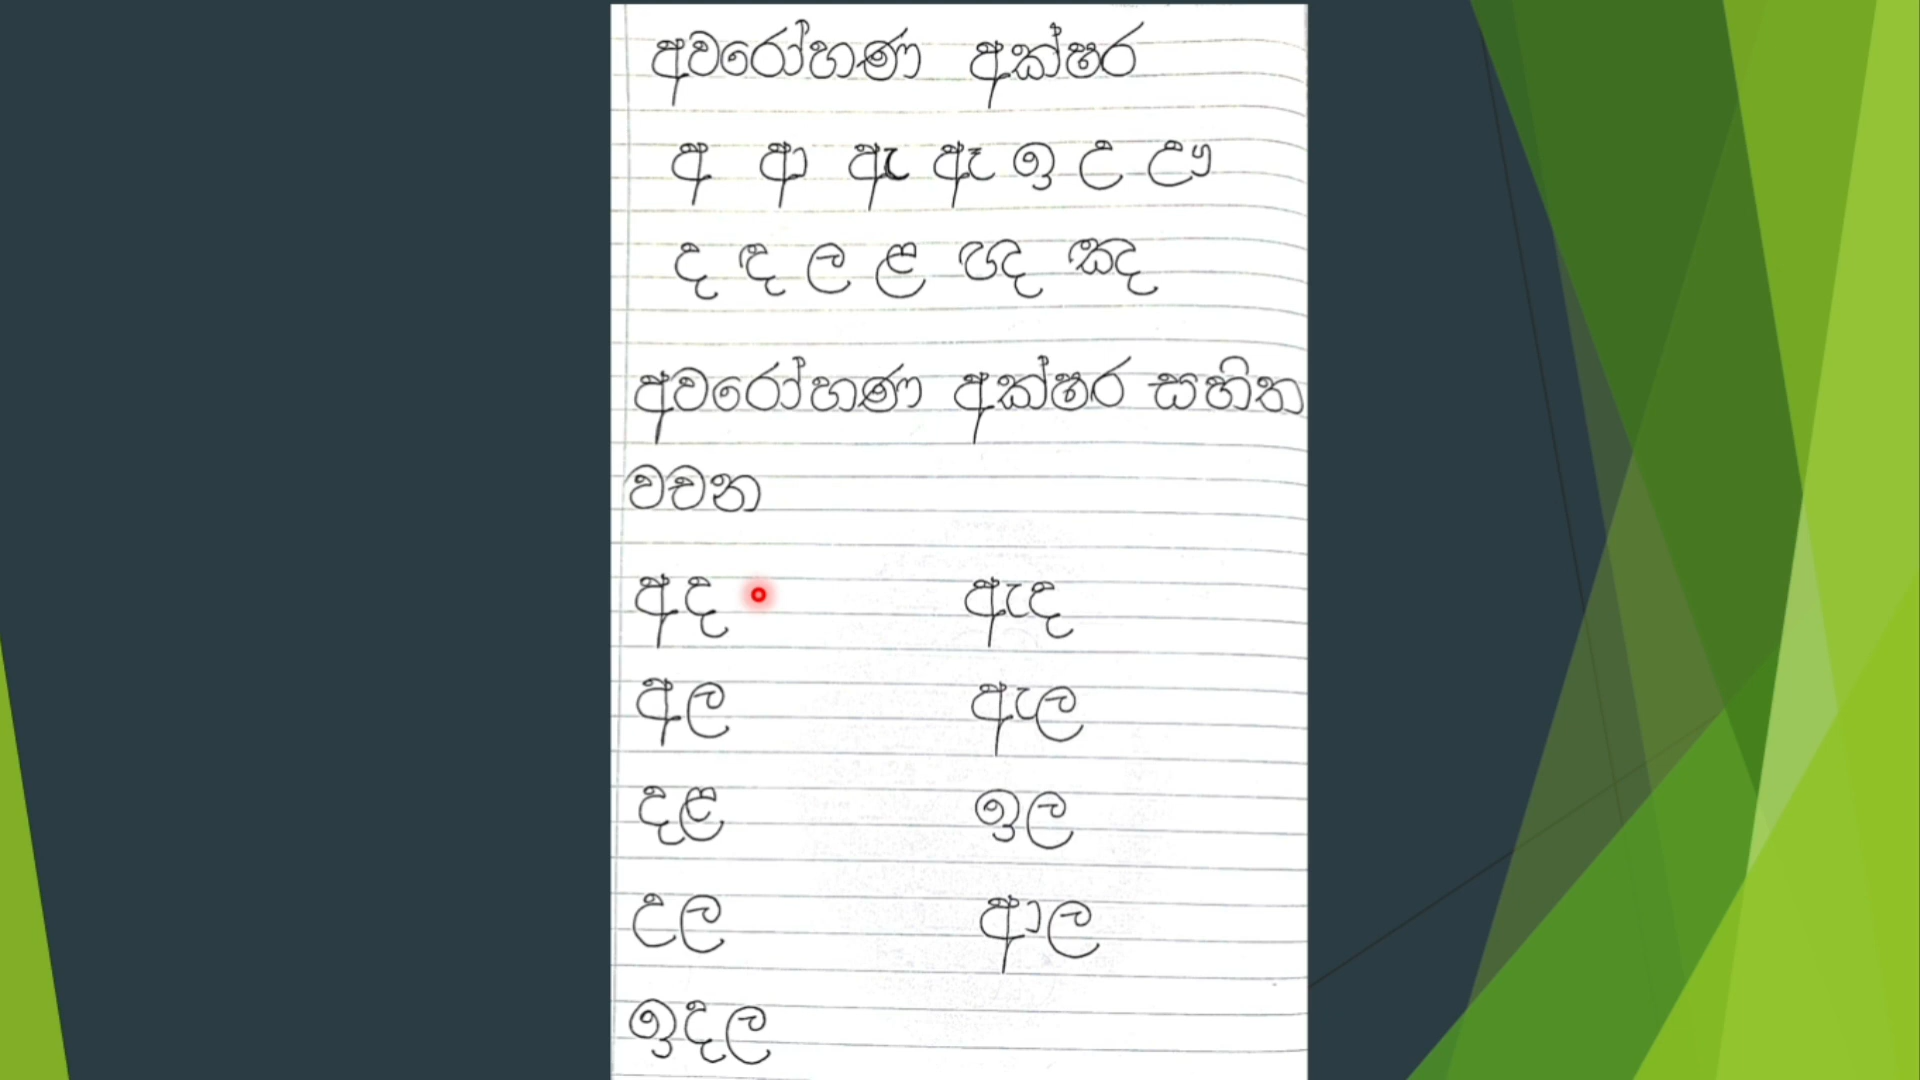 අවරෝහණ අක්ෂර
අ ආ ඇ ඈ ඉ උ ඌ
ද ඳ ල ළ
අවරෝහණ අක්ෂර සහිත
වචන
අද ඇද
අල ඇල
දළ ඉල
උල ආල
ඉදල